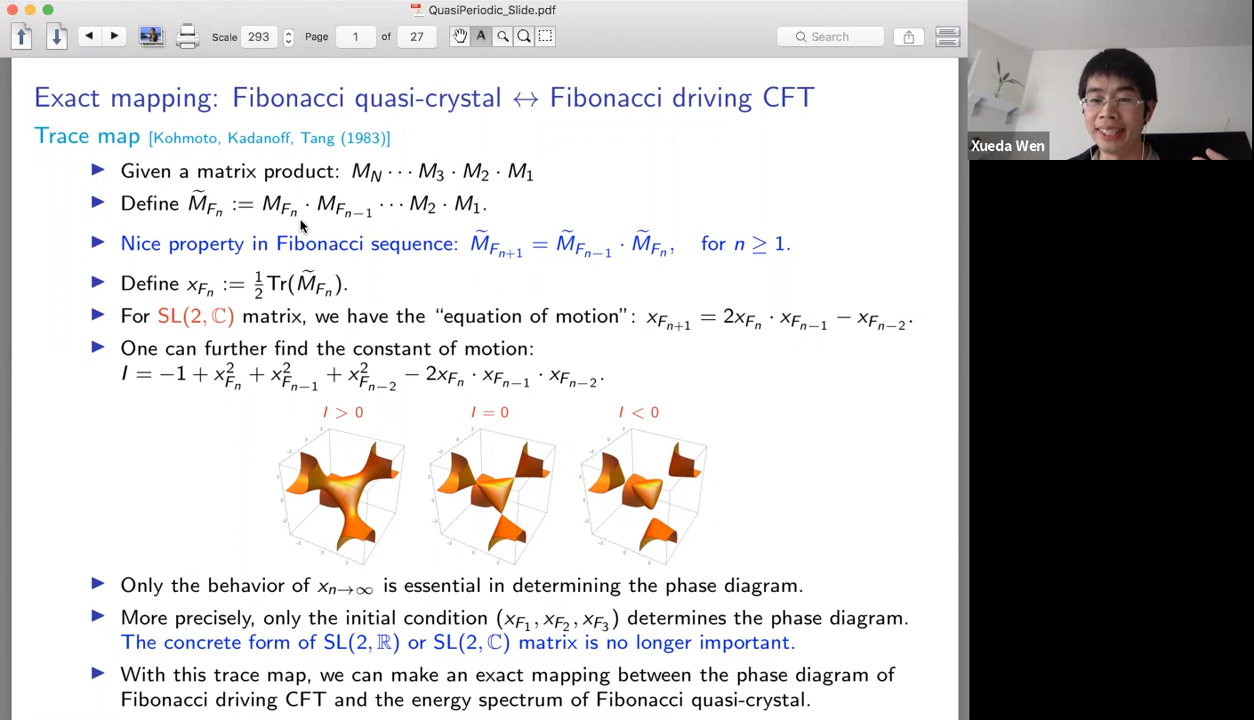 QuasiPeriodic_Slide.pdf
Scale 293 Page 1 of 27 A Search
Exact mapping: Fibonacci quasi-crystal ↔ Fibonacci driving CFT
Xueda Wen
Trace map [Kohmoto, Kadanoff, Tang (1983)]
▶ Given a matrix product: M_N ··· M_3 · M_2 · M_1
▶ Define M̃_{F_n} := M_{F_n} · M_{F_{n−1}} ··· M_2 · M_1.
▶ Nice property in Fibonacci sequence: M̃_{F_{n+1}} = M̃_{F_{n−1}} · M̃_{F_n}, for n ≥ 1.
▶ Define x_{F_n} := 1/2 Tr(M̃_{F_n}).
▶ For SL(2, ℂ) matrix, we have the “equation of motion”: x_{F_{n+1}} = 2x_{F_n} · x_{F_{n−1}} − x_{F_{n−2}}.
▶ One can further find the constant of motion:
I = −1 + x²_{F_n} + x²_{F_{n−1}} + x²_{F_{n−2}} − 2x_{F_n} · x_{F_{n−1}} · x_{F_{n−2}}.
I > 0 I = 0 I < 0
▶ Only the behavior of x_{n→∞} is essential in determining the phase diagram.
▶ More precisely, only the initial condition (x_{F_1}, x_{F_2}, x_{F_3}) determines the phase diagram.
The concrete form of SL(2, ℝ) or SL(2, ℂ) matrix is no longer important.
▶ With this trace map, we can make an exact mapping between the phase diagram of
Fibonacci driving CFT and the energy spectrum of Fibonacci quasi-crystal.